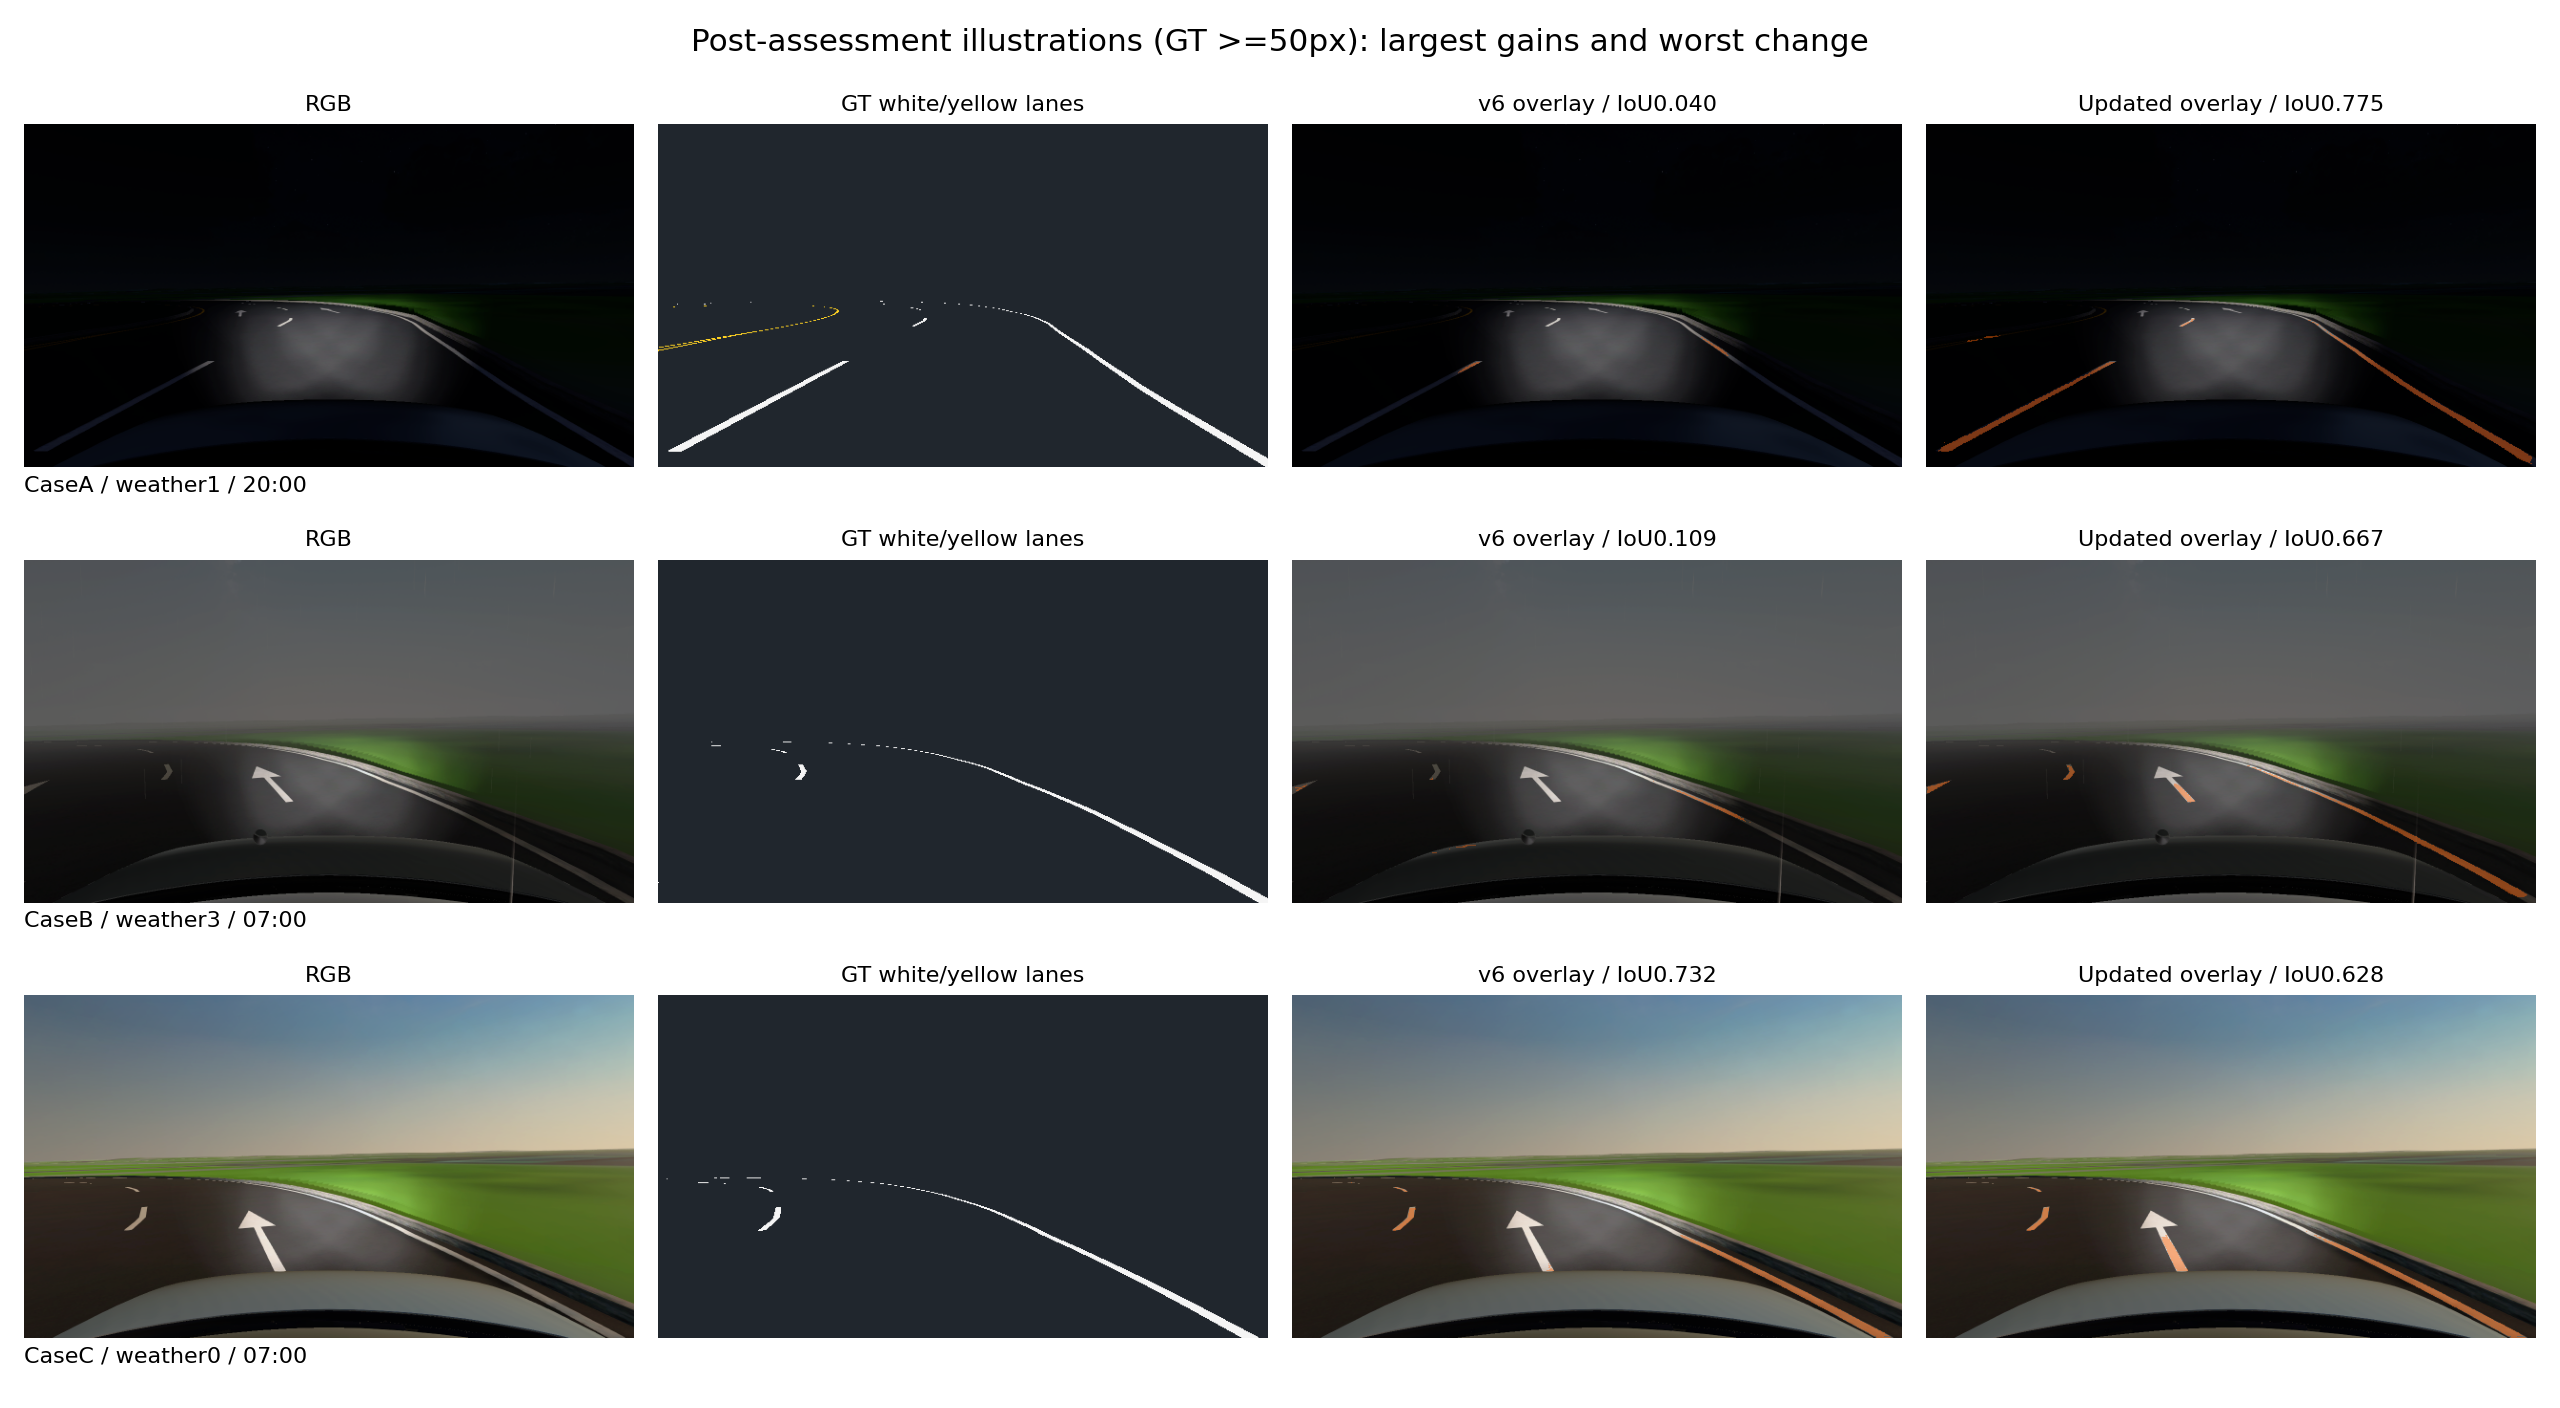 Post-assessment illustrations (GT >=50px): largest gains and worst change
RGB
GT white/yellow lanes
v6 overlay / IoU0.040
Updated overlay / IoU0.775
CaseA / weather1 / 20:00
RGB
GT white/yellow lanes
v6 overlay / IoU0.109
Updated overlay / IoU0.667
CaseB / weather3 / 07:00
RGB
GT white/yellow lanes
v6 overlay / IoU0.732
Updated overlay / IoU0.628
CaseC / weather0 / 07:00